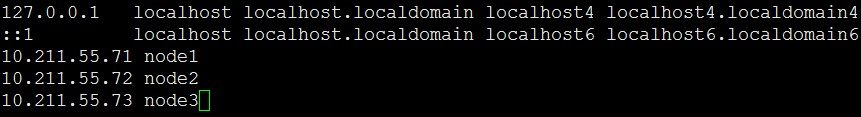 127.0.0.1   localhost localhost.localdomain localhost4 localhost4.localdomain4
::1         localhost localhost.localdomain localhost6 localhost6.localdomain6
10.211.55.71 node1
10.211.55.72 node2
10.211.55.73 node3